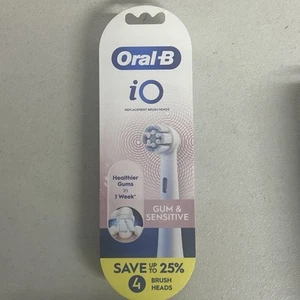 Oral-B
iO
REPLACEMENT BRUSH HEADS
Healthier
Gums
in
1 Week*
GUM &
SENSITIVE
SAVE UP TO 25%
4 BRUSH HEADS